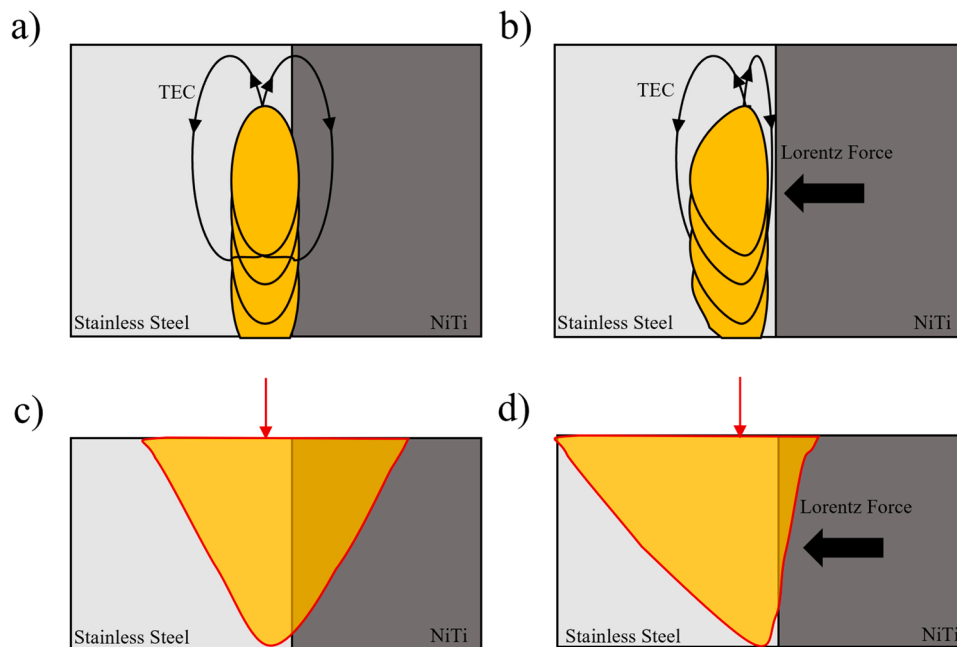 a)
b)
TEC
TEC
Lorentz Force
Stainless Steel
NiTi
Stainless Steel
NiTi
c)
d)
Lorentz Force
Stainless Steel
NiTi
Stainless Steel
NiTi